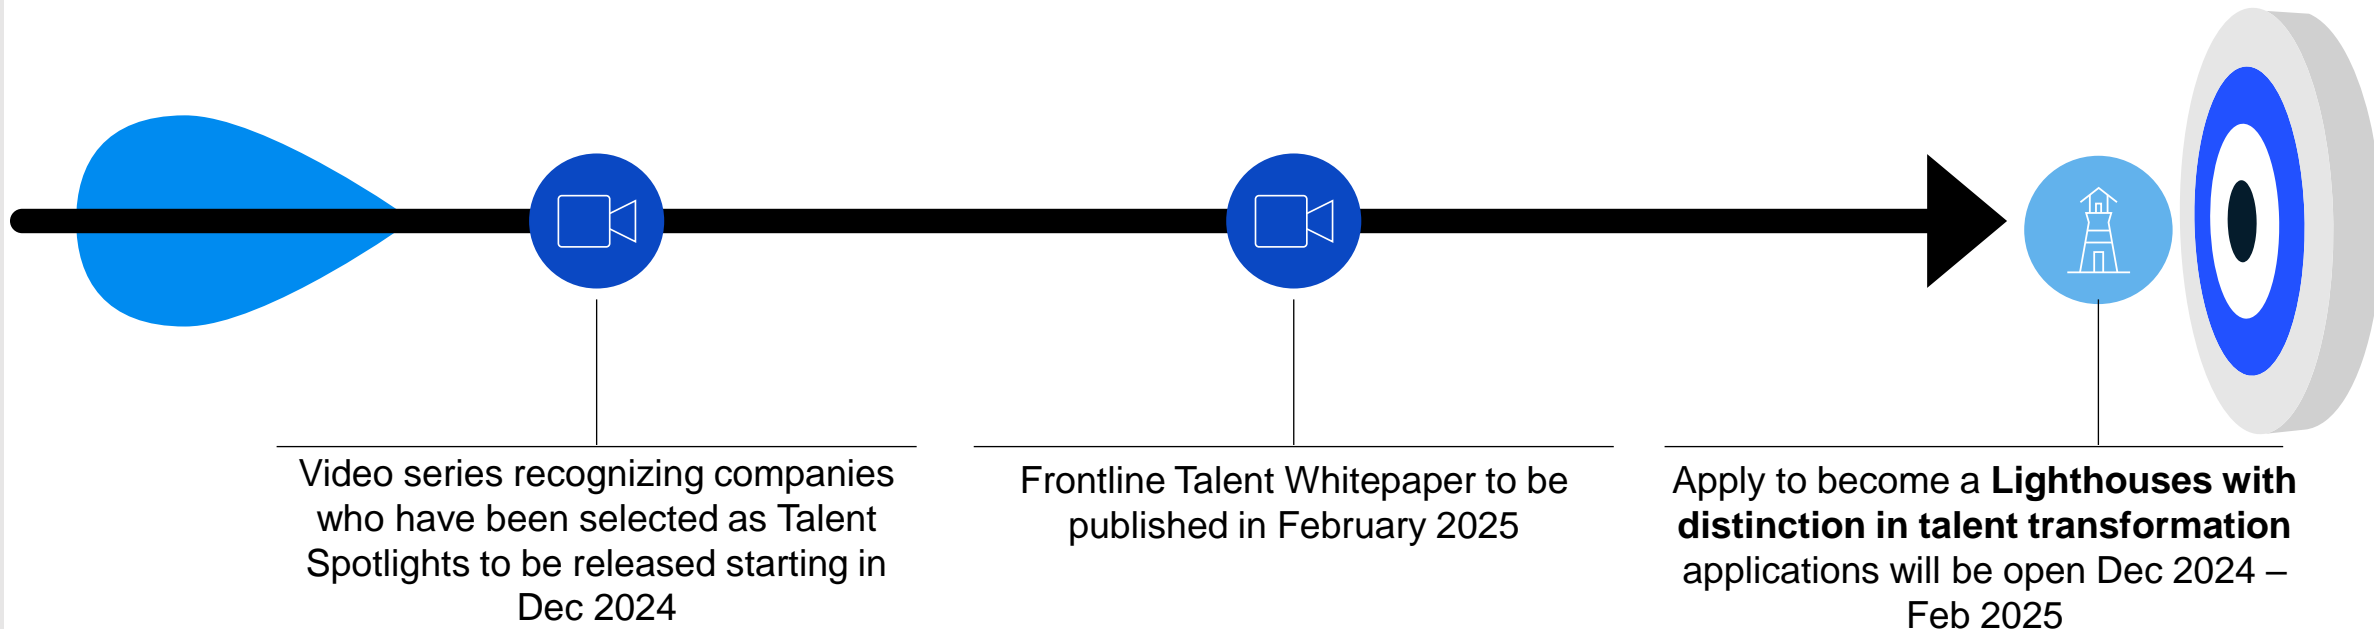 Video series recognizing companies
who have been selected as Talent
Spotlights to be released starting in
Dec 2024
Frontline Talent Whitepaper to be
published in February 2025
Apply to become a Lighthouses with
distinction in talent transformation
applications will be open Dec 2024 –
Feb 2025